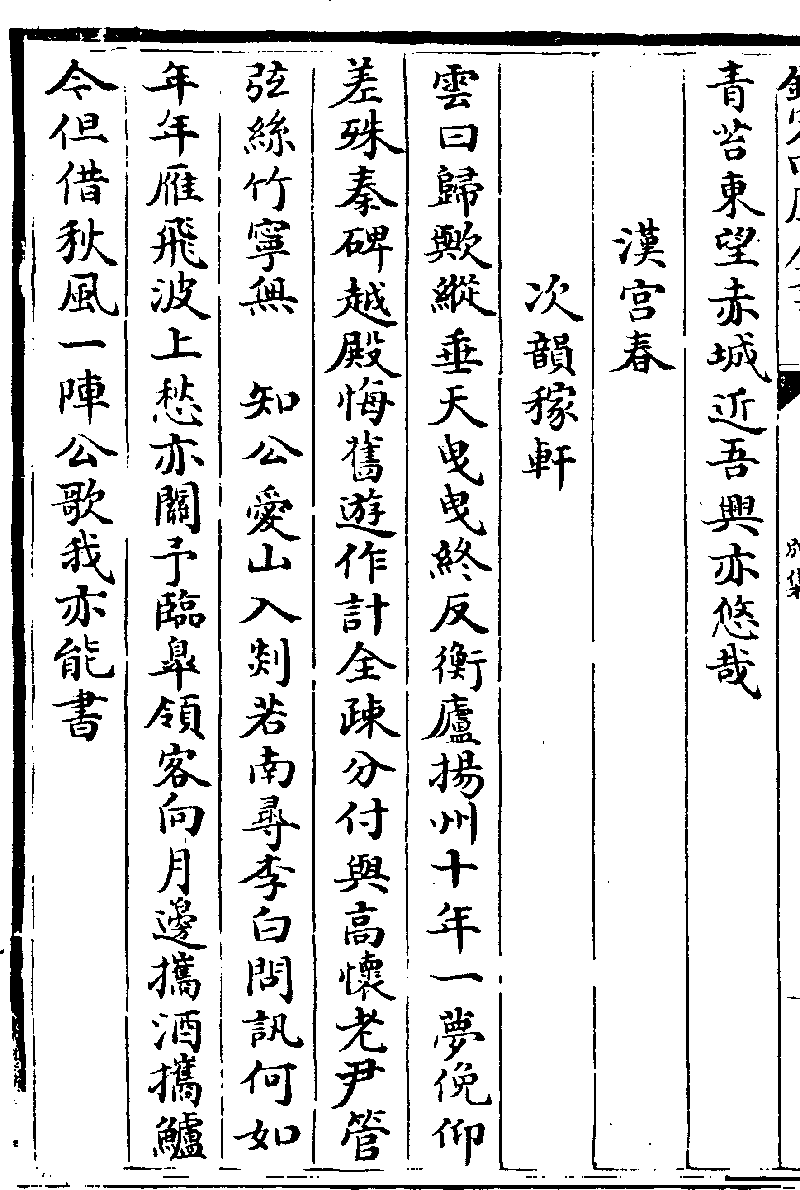 青苔東望赤城近吾興亦悠哉
漢宮春
次韻稼軒
雲曰歸歟縱垂天曳曳終反衡廬揚州十年一夢俛仰
差殊秦碑越殿悔舊遊作計全疎分付與高懷老尹管
弦絲竹寧無　知公愛山入剡若南尋李白問訊何如
年年雁飛波上愁亦關予臨臯領客向月邊攜酒攜鱸
今但借秋風一陣公歌我亦能書